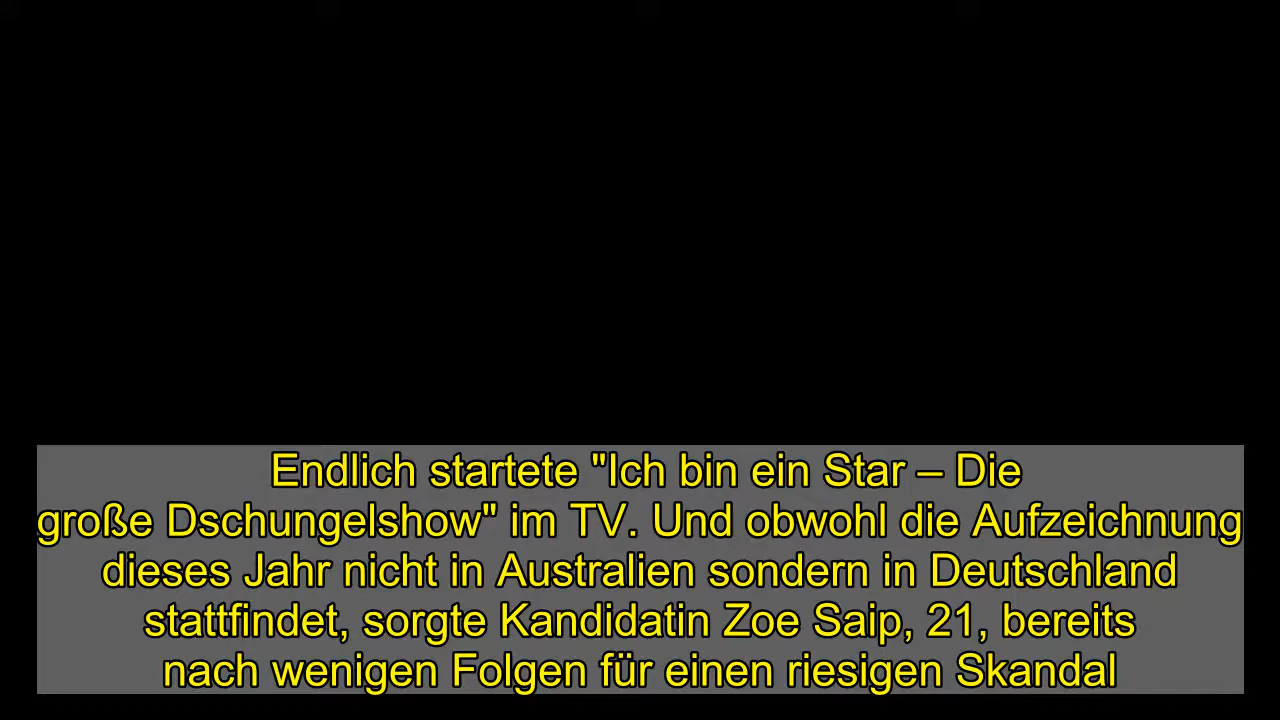 Endlich startete "Ich bin ein Star – Die
große Dschungelshow" im TV. Und obwohl die Aufzeichnung
dieses Jahr nicht in Australien sondern in Deutschland
stattfindet, sorgte Kandidatin Zoe Saip, 21, bereits
nach wenigen Folgen für einen riesigen Skandal